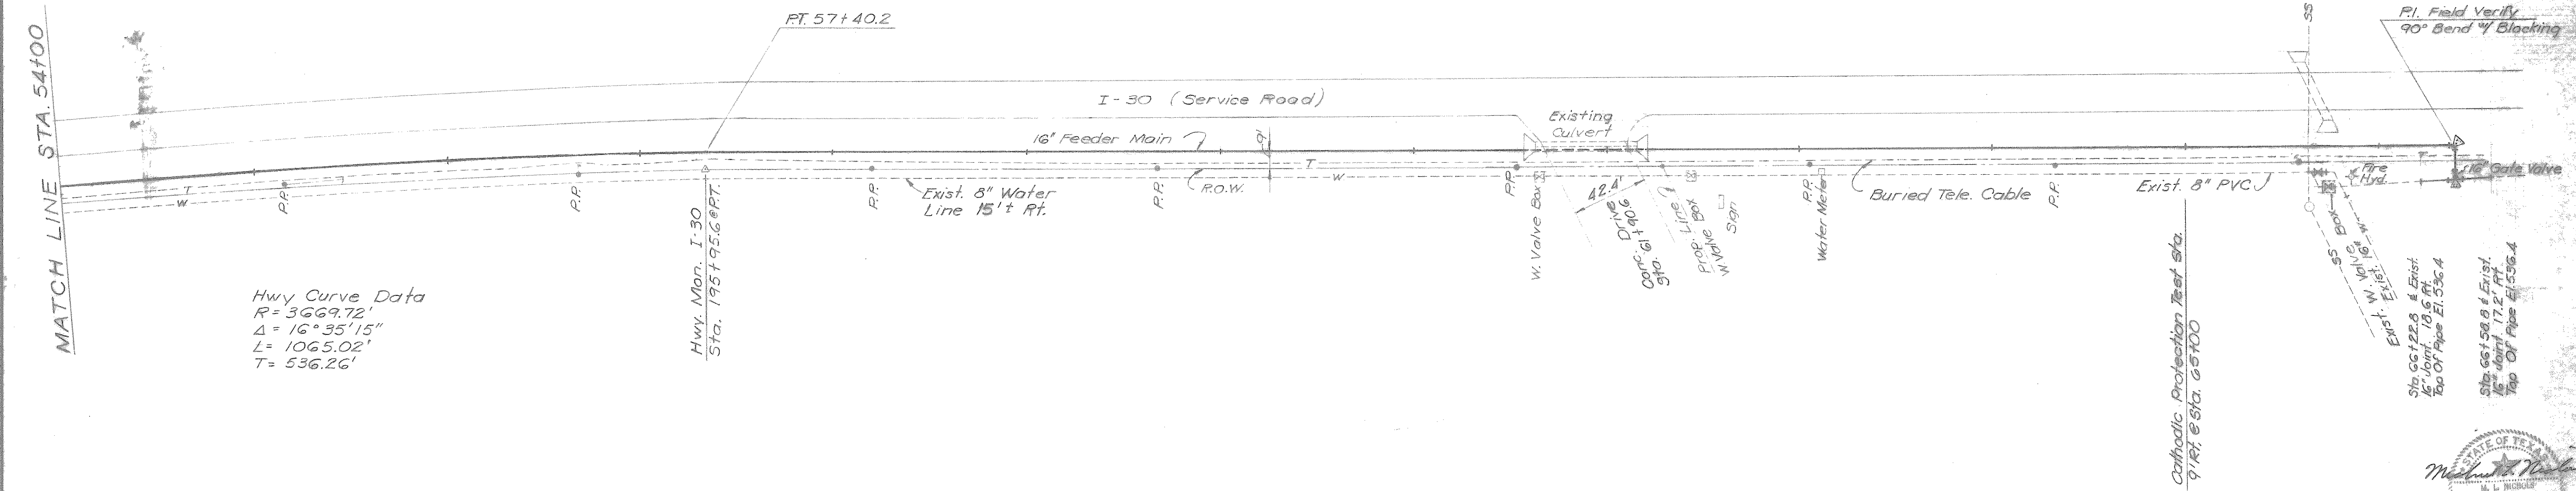 MATCH LINE STA. 54+00
P.T. 57+40.2
I-30 (Service Road)
16" Feeder Main
9'
T
W
R.O.W.
Existing
Culvert
T
W
P.P.
P.P.
P.P.
P.P.
P.P.
P.P.
P.P.
Exist. 8" Water
Line 15'± Rt.
Hwy. Mon. I-30
Sta. 195+95.6@P.T.
Hwy Curve Data
R = 3669.72'
Δ = 16°35'15"
L = 1065.02'
T = 536.26'
W. Valve Box
42.4'
Conc. Drive
Sta. 61+90.6
Prop. Line
W. Valve Box
Sign
Water Meter
Buried Tele. Cable
Exist. 8" PVC
Cathodic Protection Test Sta.
9' Rt. @ Sta. 65+00
SS
P.I. Field Verify
90° Bend w/ Blocking
T
Fire
Hyd.
16" Gate Valve
SS
Exist. W. Valve Box
Exist. 16" W
Sta. 66+22.8 ₵ Exist.
16" Joint. 18.6 Rt.
Top Of Pipe El. 536.4
Sta. 66+58.8 ₵ Exist.
16" Joint. 17.2' Rt.
Top Of Pipe El. 536.4
STATE OF TEXAS
M. L. NICHOLS